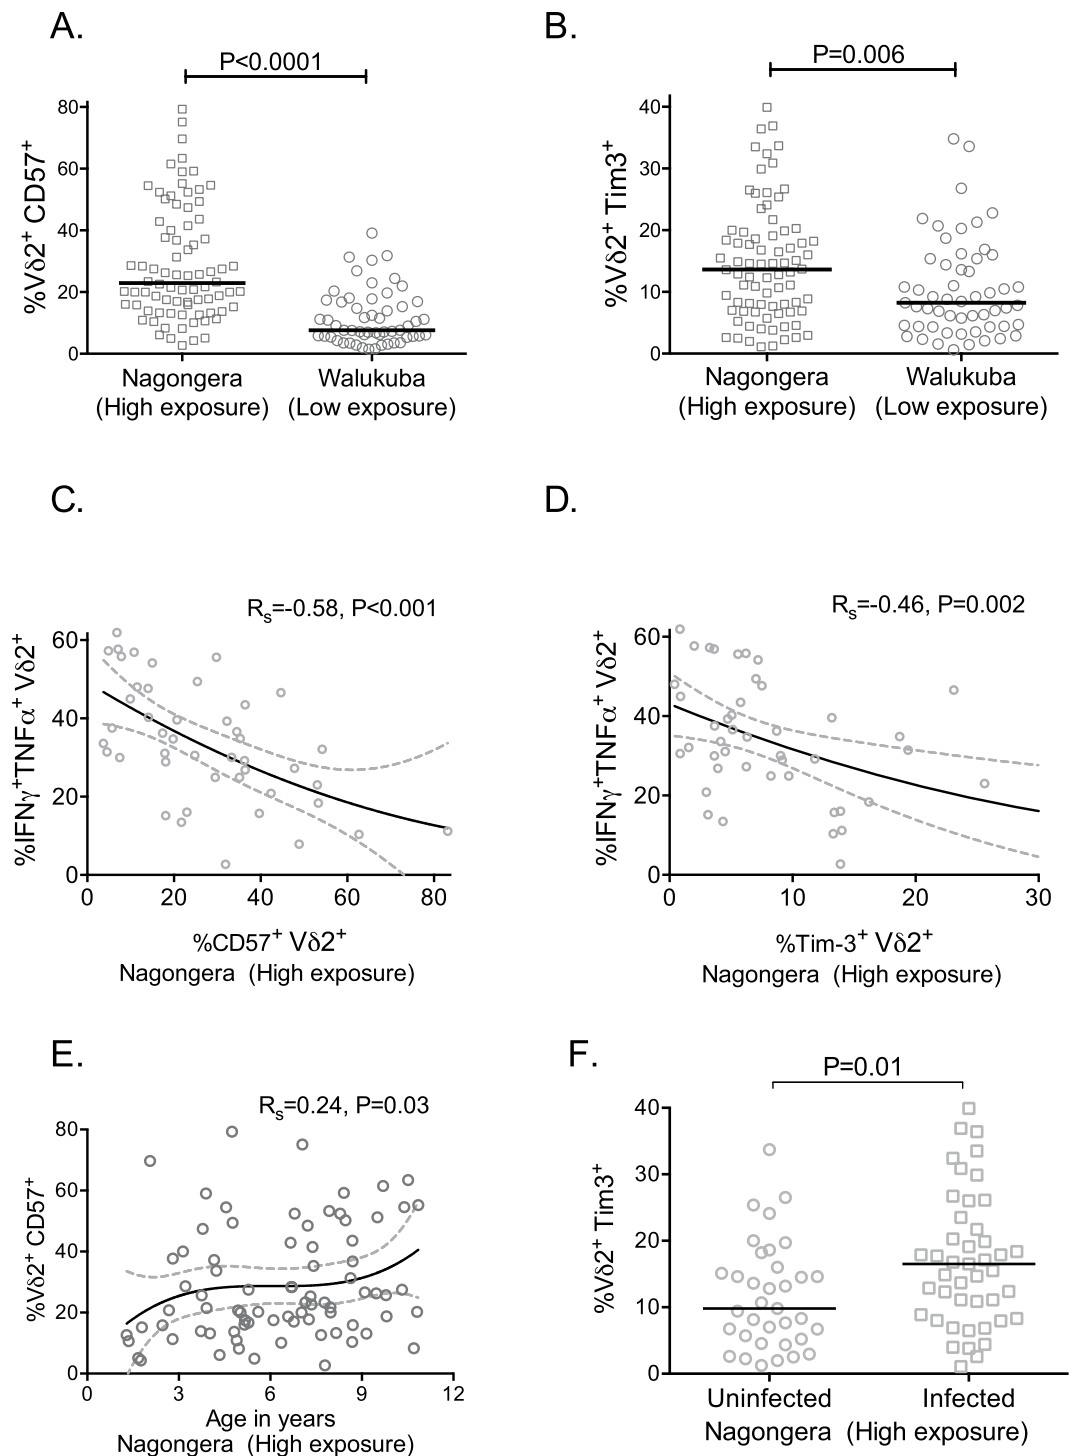 A.
P<0.0001
%Vδ2⁺ CD57⁺
80
60
40
20
0
Nagongera
(High exposure)
Walukuba
(Low exposure)
B.
P=0.006
%Vδ2⁺ Tim3⁺
40
30
20
10
0
Nagongera
(High exposure)
Walukuba
(Low exposure)
C.
Rₛ=-0.58, P<0.001
%IFNγ⁺TNFα⁺ Vδ2⁺
60
40
20
0
0 20 40 60 80
%CD57⁺ Vδ2⁺
Nagongera (High exposure)
D.
Rₛ=-0.46, P=0.002
%IFNγ⁺TNFα⁺ Vδ2⁺
60
40
20
0
0 10 20 30
%Tim-3⁺ Vδ2⁺
Nagongera (High exposure)
E.
Rₛ=0.24, P=0.03
%Vδ2⁺ CD57⁺
80
60
40
20
0
0 3 6 9 12
Age in years
Nagongera (High exposure)
F.
P=0.01
%Vδ2⁺ Tim3⁺
40
30
20
10
0
Uninfected Infected
Nagongera (High exposure)